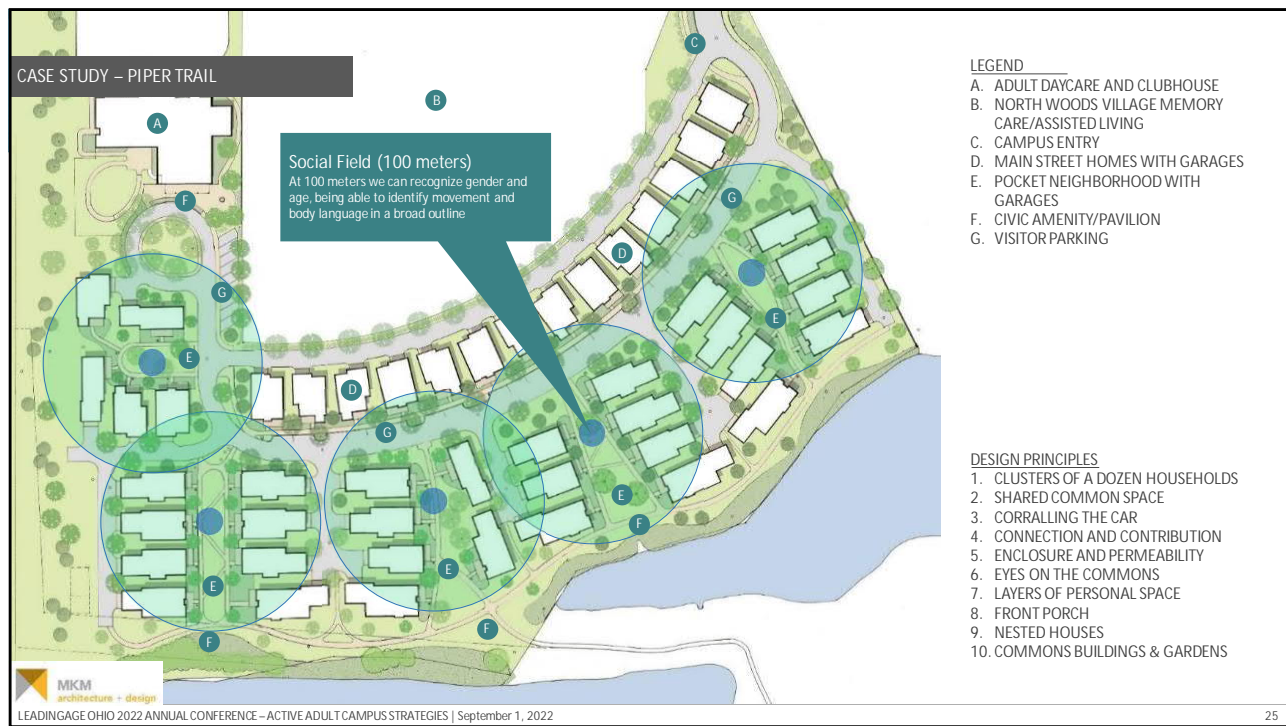 CASE STUDY – PIPER TRAIL
A
B
C
Social Field (100 meters)
At 100 meters we can recognize gender and
age, being able to identify movement and
body language in a broad outline
F
G
D
G
E
E
D
G
E
E
F
E
F
F
LEGEND
A. ADULT DAYCARE AND CLUBHOUSE
B. NORTH WOODS VILLAGE MEMORY
CARE/ASSISTED LIVING
C. CAMPUS ENTRY
D. MAIN STREET HOMES WITH GARAGES
E. POCKET NEIGHBORHOOD WITH
GARAGES
F. CIVIC AMENITY/PAVILION
G. VISITOR PARKING
DESIGN PRINCIPLES
1. CLUSTERS OF A DOZEN HOUSEHOLDS
2. SHARED COMMON SPACE
3. CORRALLING THE CAR
4. CONNECTION AND CONTRIBUTION
5. ENCLOSURE AND PERMEABILITY
6. EYES ON THE COMMONS
7. LAYERS OF PERSONAL SPACE
8. FRONT PORCH
9. NESTED HOUSES
10. COMMONS BUILDINGS & GARDENS
MKM
architecture + design
LEADINGAGE OHIO 2022 ANNUAL CONFERENCE – ACTIVE ADULT CAMPUS STRATEGIES | September 1, 2022
25